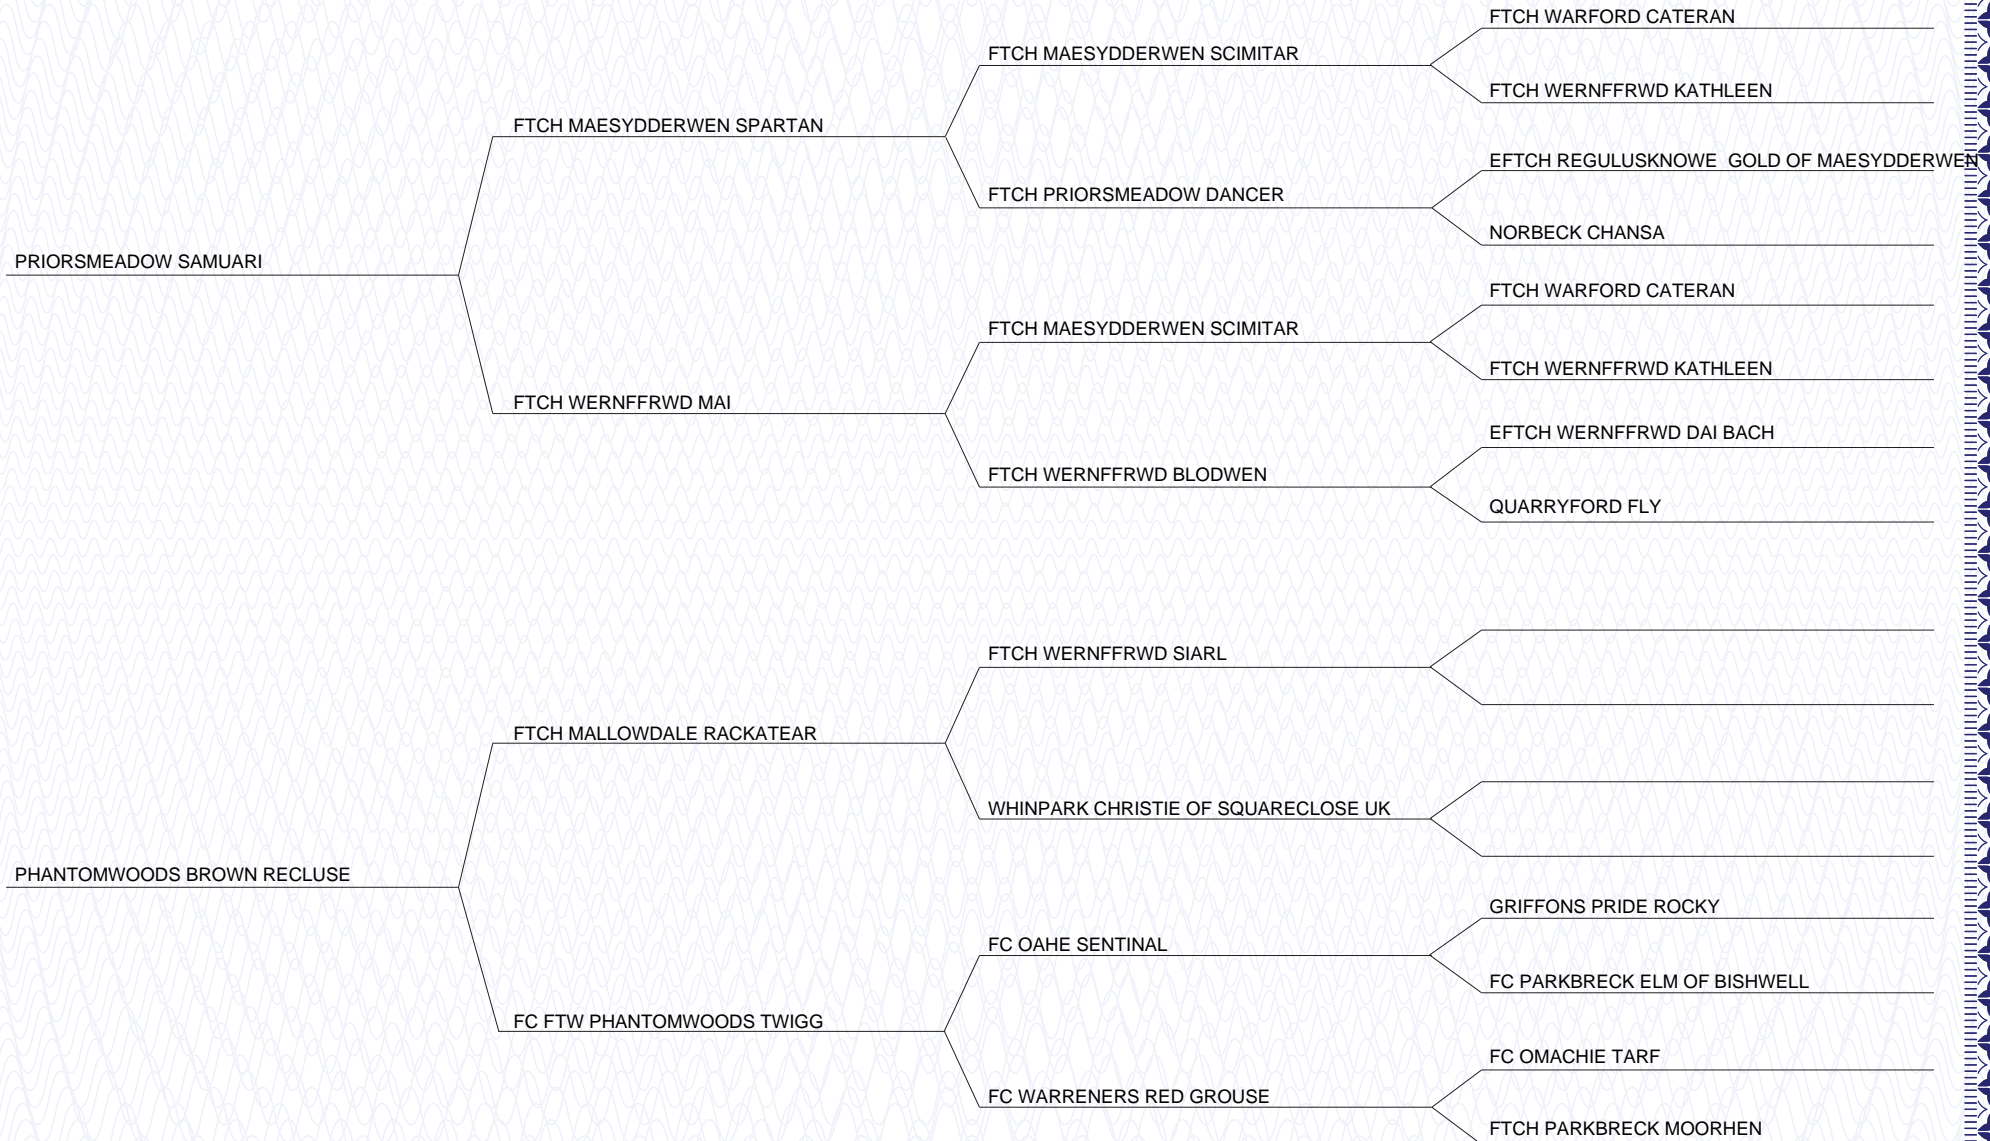 FTCH WARFORD CATERAN
FTCH MAESYDDERWEN SCIMITAR
FTCH WERNFFRWD KATHLEEN
FTCH MAESYDDERWEN SPARTAN
EFTCH REGULUSKNOWE  GOLD OF MAESYDDERWEN
FTCH PRIORSMEADOW DANCER
NORBECK CHANSA
PRIORSMEADOW SAMUARI
FTCH WARFORD CATERAN
FTCH MAESYDDERWEN SCIMITAR
FTCH WERNFFRWD KATHLEEN
FTCH WERNFFRWD MAI
EFTCH WERNFFRWD DAI BACH
FTCH WERNFFRWD BLODWEN
QUARRYFORD FLY
FTCH WERNFFRWD SIARL
FTCH MALLOWDALE RACKATEAR
WHINPARK CHRISTIE OF SQUARECLOSE UK
PHANTOMWOODS BROWN RECLUSE
GRIFFONS PRIDE ROCKY
FC OAHE SENTINAL
FC PARKBRECK ELM OF BISHWELL
FC FTW PHANTOMWOODS TWIGG
FC OMACHIE TARF
FC WARRENERS RED GROUSE
FTCH PARKBRECK MOORHEN